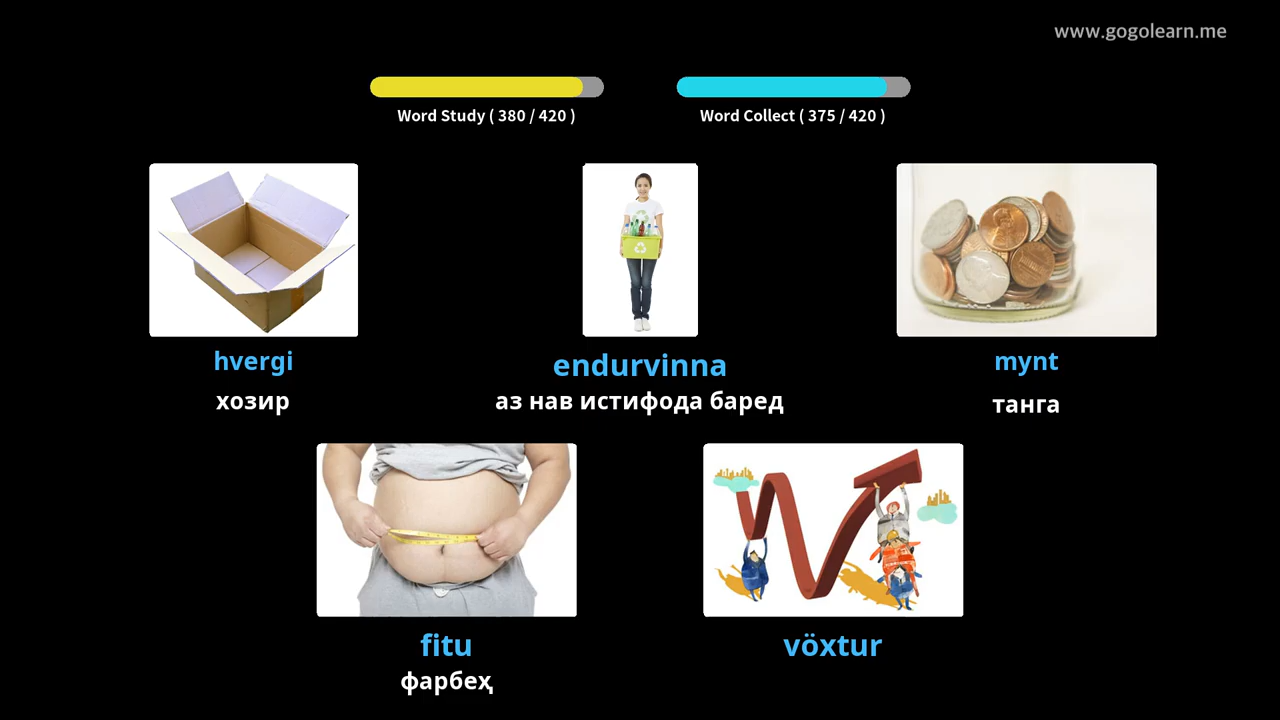 www.gogolearn.me
Word Study ( 380 / 420 )
Word Collect ( 375 / 420 )
hvergi
хозир
endurvinna
аз нав истифода баред
mynt
танга
fitu
фарбеҳ
vöxtur